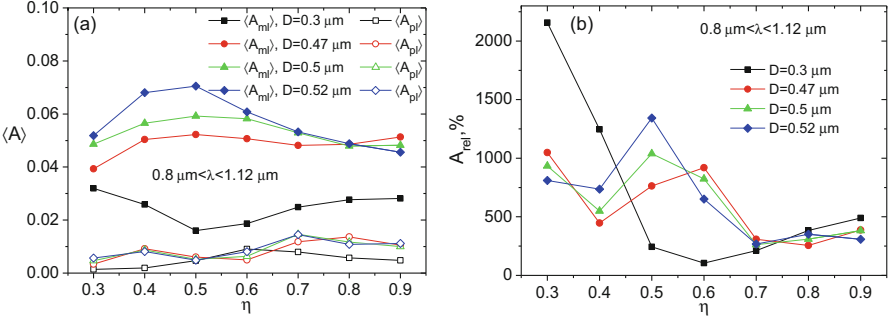 (a)
⟨A_ml⟩, D=0.3 μm ⟨A_pl⟩
⟨A_ml⟩, D=0.47 μm ⟨A_pl⟩
⟨A_ml⟩, D=0.5 μm ⟨A_pl⟩
⟨A_ml⟩, D=0.52 μm ⟨A_pl⟩
0.10
0.08
0.06
0.04
0.02
0.00
⟨A⟩
0.8 μm<λ<1.12 μm
0.3 0.4 0.5 0.6 0.7 0.8 0.9
η
(b)
0.8 μm<λ<1.12 μm
D=0.3 μm
D=0.47 μm
D=0.5 μm
D=0.52 μm
2000
1500
1000
500
0
A_rel, %
0.3 0.4 0.5 0.6 0.7 0.8 0.9
η